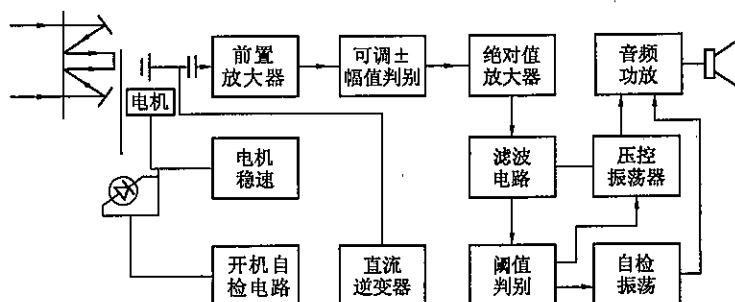 前置
放大器
可调±
幅值判别
绝对值
放大器
音频
功放
电机
电机
稳速
滤波
电路
压控
振荡器
开机自
检电路
直流
逆变器
阈值
判别
自检
振荡